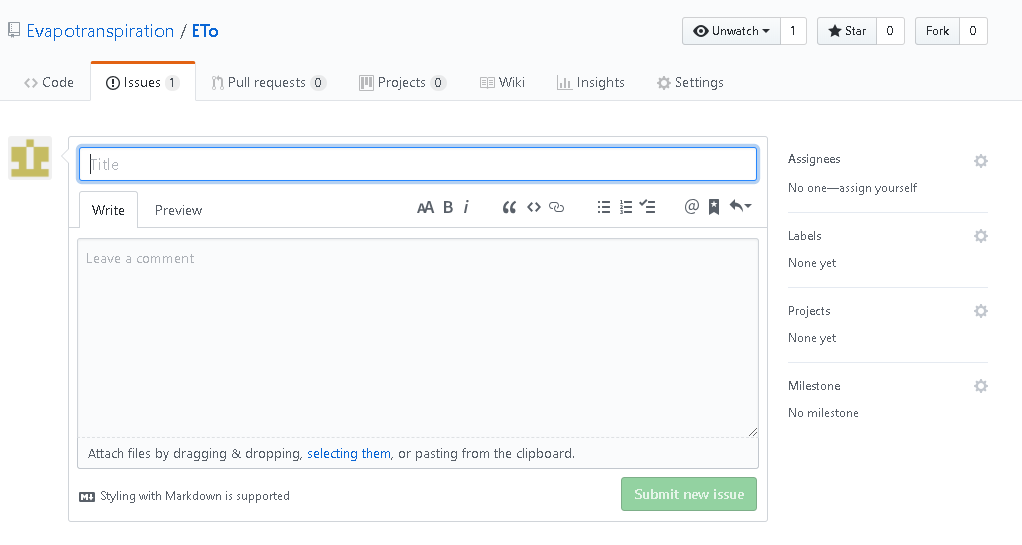 Evapotranspiration / ETo
Unwatch 1 Star 0 Fork 0
Code Issues 1 Pull requests 0 Projects 0 Wiki Insights Settings
Title
Write Preview AA B i @
Leave a comment
Attach files by dragging & dropping, selecting them, or pasting from the clipboard.
Styling with Markdown is supported
Submit new issue
Assignees
No one—assign yourself
Labels
None yet
Projects
None yet
Milestone
No milestone